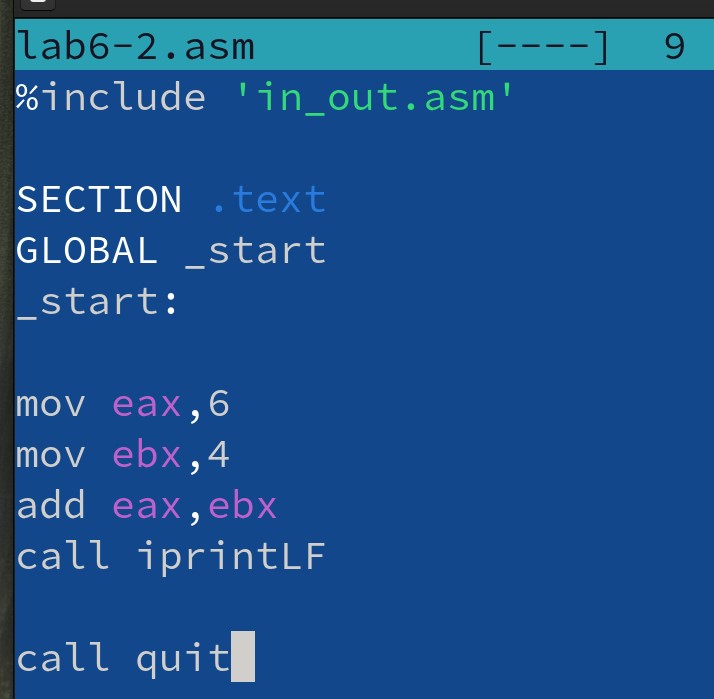 lab6-2.asm [----] 9
%include 'in_out.asm'
SECTION .text
GLOBAL _start
_start:
mov eax,6
mov ebx,4
add eax,ebx
call iprintLF
call quit